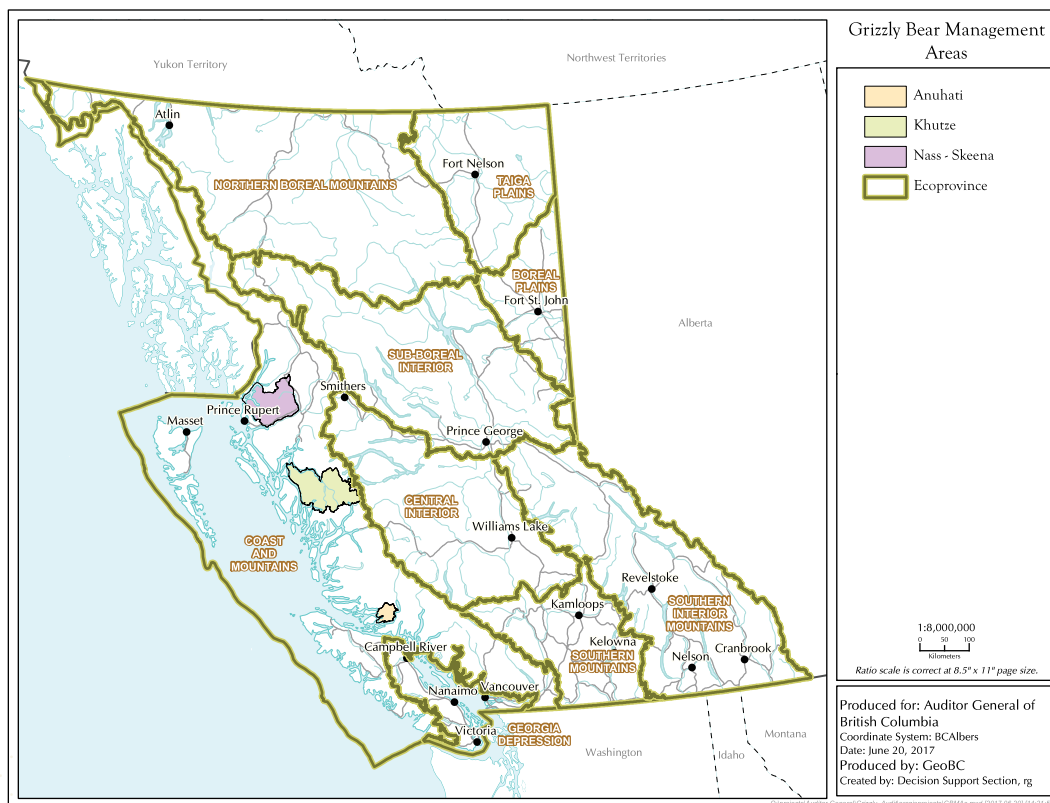 Grizzly Bear Management
Areas
Anuhati
Khutze
Nass - Skeena
Ecoprovince
Yukon Territory
Northwest Territories
Atlin
Fort Nelson
NORTHERN BOREAL MOUNTAINS
TAIGA
PLAINS
BOREAL
PLAINS
Fort St. John
Alberta
SUB-BOREAL
INTERIOR
Smithers
Prince Rupert
Masset
Prince George
CENTRAL
INTERIOR
Williams Lake
COAST
AND
MOUNTAINS
Revelstoke
Kamloops
SOUTHERN
INTERIOR
MOUNTAINS
Kelowna
Campbell River
SOUTHERN
MOUNTAINS
Nelson
Cranbrook
Nanaimo
Vancouver
Victoria
GEORGIA
DEPRESSION
Washington
Idaho
Montana
1:8,000,000
0 50 100
Kilometers
Ratio scale is correct at 8.5" x 11" page size.
Produced for: Auditor General of
British Columbia
Coordinate System: BCAlbers
Date: June 20, 2017
Produced by: GeoBC
Created by: Decision Support Section, rg